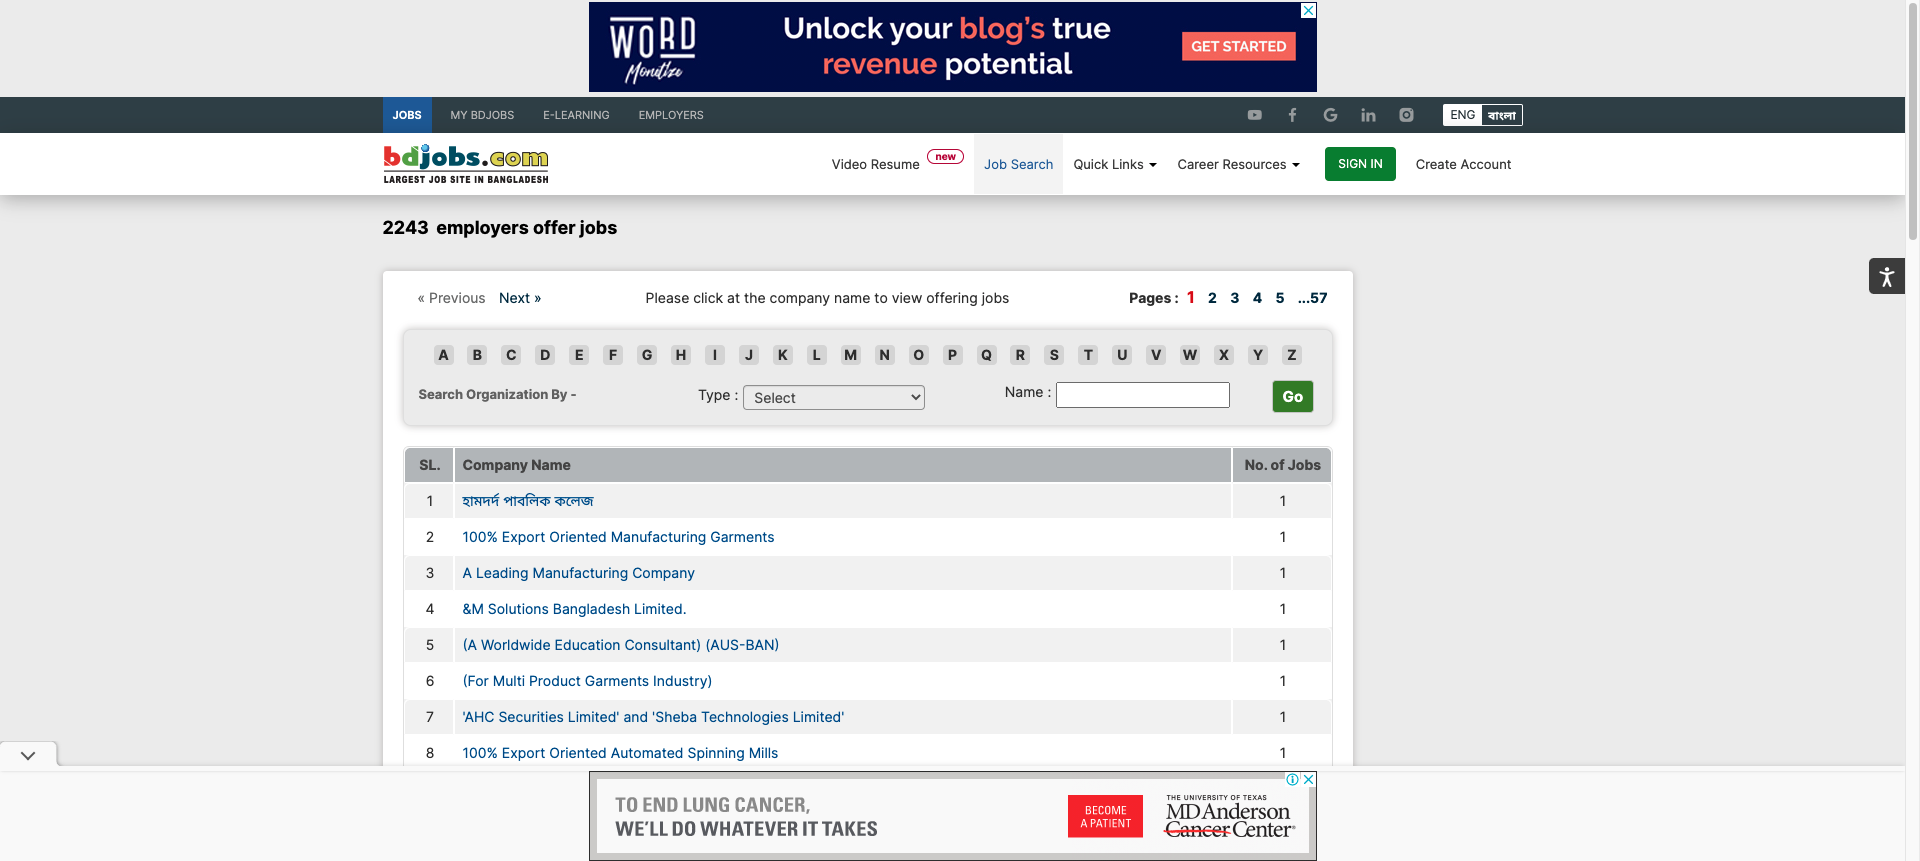 WORD
Monetize
Unlock your blog's true
revenue potential
GET STARTED
JOBS MY BDJOBS E-LEARNING EMPLOYERS ENG বাংলা
bdjobs.com
LARGEST JOB SITE IN BANGLADESH
Video Resume new Job Search Quick Links Career Resources SIGN IN Create Account
2243 employers offer jobs
« Previous Next » Please click at the company name to view offering jobs Pages : 1 2 3 4 5 ...57
A B C D E F G H I J K L M N O P Q R S T U V W X Y Z
Search Organization By - Type : Select Name : Go
SL. Company Name No. of Jobs
1 হামদর্দ পাবলিক কলেজ 1
2 100% Export Oriented Manufacturing Garments 1
3 A Leading Manufacturing Company 1
4 &M Solutions Bangladesh Limited. 1
5 (A Worldwide Education Consultant) (AUS-BAN) 1
6 (For Multi Product Garments Industry) 1
7 'AHC Securities Limited' and 'Sheba Technologies Limited' 1
8 100% Export Oriented Automated Spinning Mills 1
TO END LUNG CANCER,
WE'LL DO WHATEVER IT TAKES
BECOME
A PATIENT
THE UNIVERSITY OF TEXAS
MD Anderson
Cancer Center